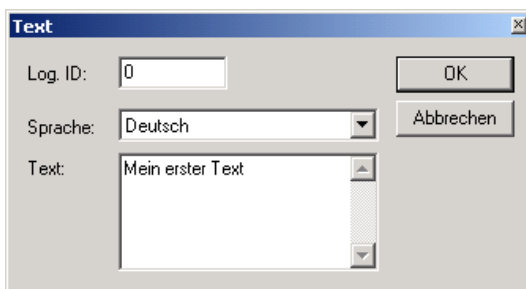 Text
Log. ID: 0
OK
Sprache: Deutsch
Abbrechen
Text: Mein erster Text